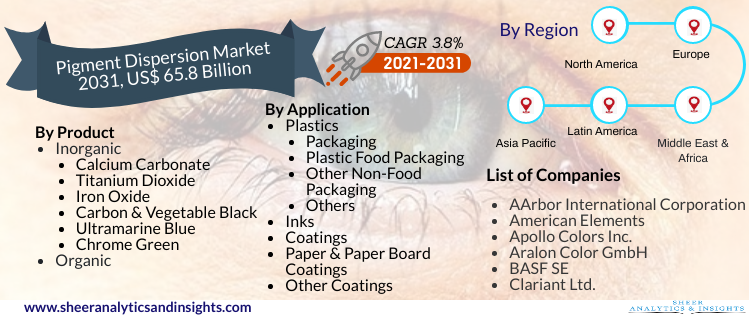 Pigment Dispersion Market
2031, US$ 65.8 Billion
CAGR 3.8%
2021-2031
By Region
North America
Europe
Asia Pacific
Latin America
Middle East &
Africa
By Product
Inorganic
Calcium Carbonate
Titanium Dioxide
Iron Oxide
Carbon & Vegetable Black
Ultramarine Blue
Chrome Green
Organic
By Application
Plastics
Packaging
Plastic Food Packaging
Other Non-Food
Packaging
Others
Inks
Coatings
Paper & Paper Board
Coatings
Other Coatings
List of Companies
AArbor International Corporation
American Elements
Apollo Colors Inc.
Aralon Color GmbH
BASF SE
Clariant Ltd.
www.sheeranalyticsandinsights.com
SHEER
ANALYTICS & INSIGHTS